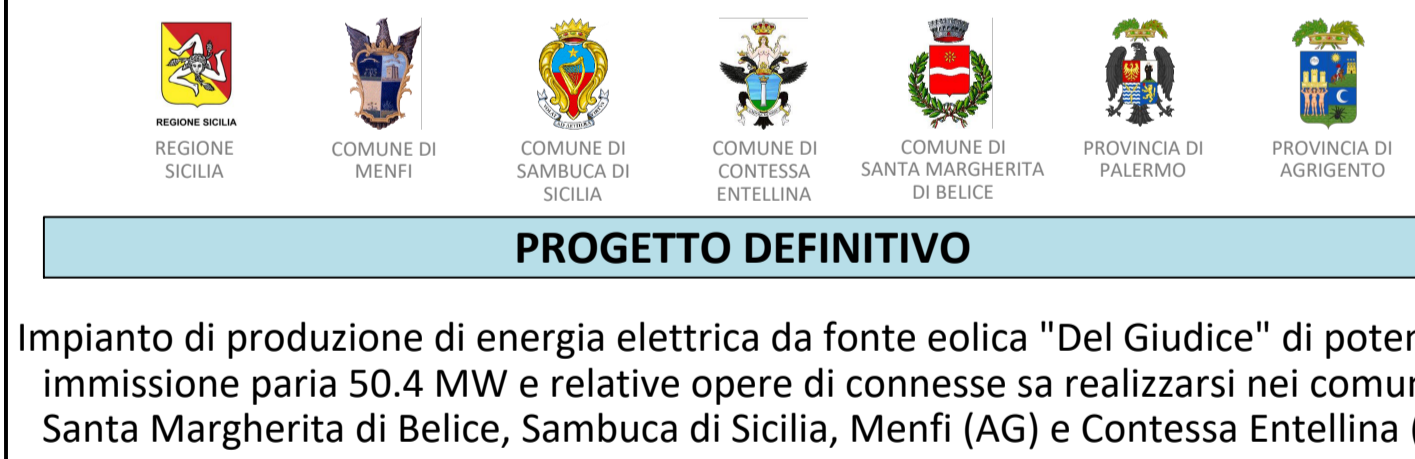 REGIONE SICILIA
REGIONE
SICILIA
COMUNE DI
MENFI
COMUNE DI
SAMBUCA DI
SICILIA
COMUNE DI
CONTESSA
ENTELLINA
COMUNE DI
SANTA MARGHERITA
DI BELICE
PROVINCIA DI
PALERMO
PROVINCIA DI
AGRIGENTO
PROGETTO DEFINITIVO
Impianto di produzione di energia elettrica da fonte eolica "Del Giudice" di
immissione paria 50.4 MW e relative opere di connesse sa realizzarsi nei
Santa Margherita di Belice, Sambuca di Sicilia, Menfi (AG) e Contessa Entellina (